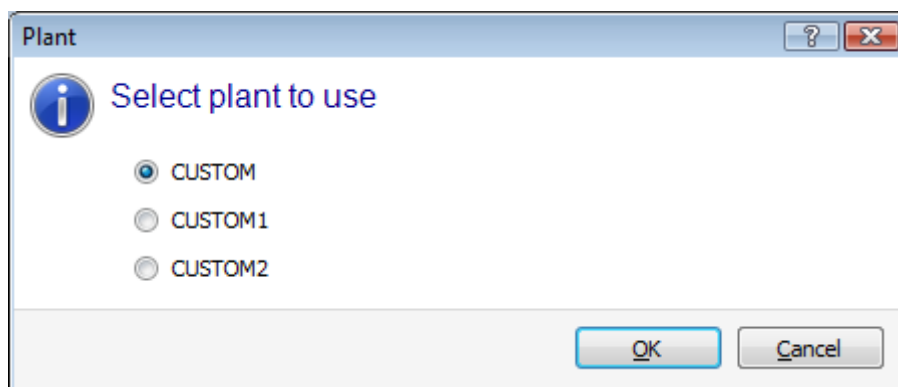 Plant
Select plant to use
CUSTOM
CUSTOM1
CUSTOM2
OK Cancel